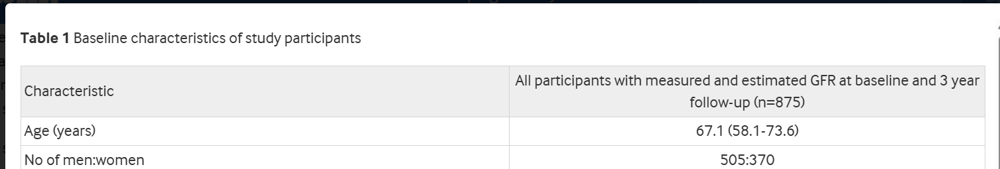 Table 1 Baseline characteristics of study participants
Characteristic
All participants with measured and estimated GFR at baseline and 3 year
follow-up (n=875)
Age (years)
67.1 (58.1-73.6)
No of men:women
505:370